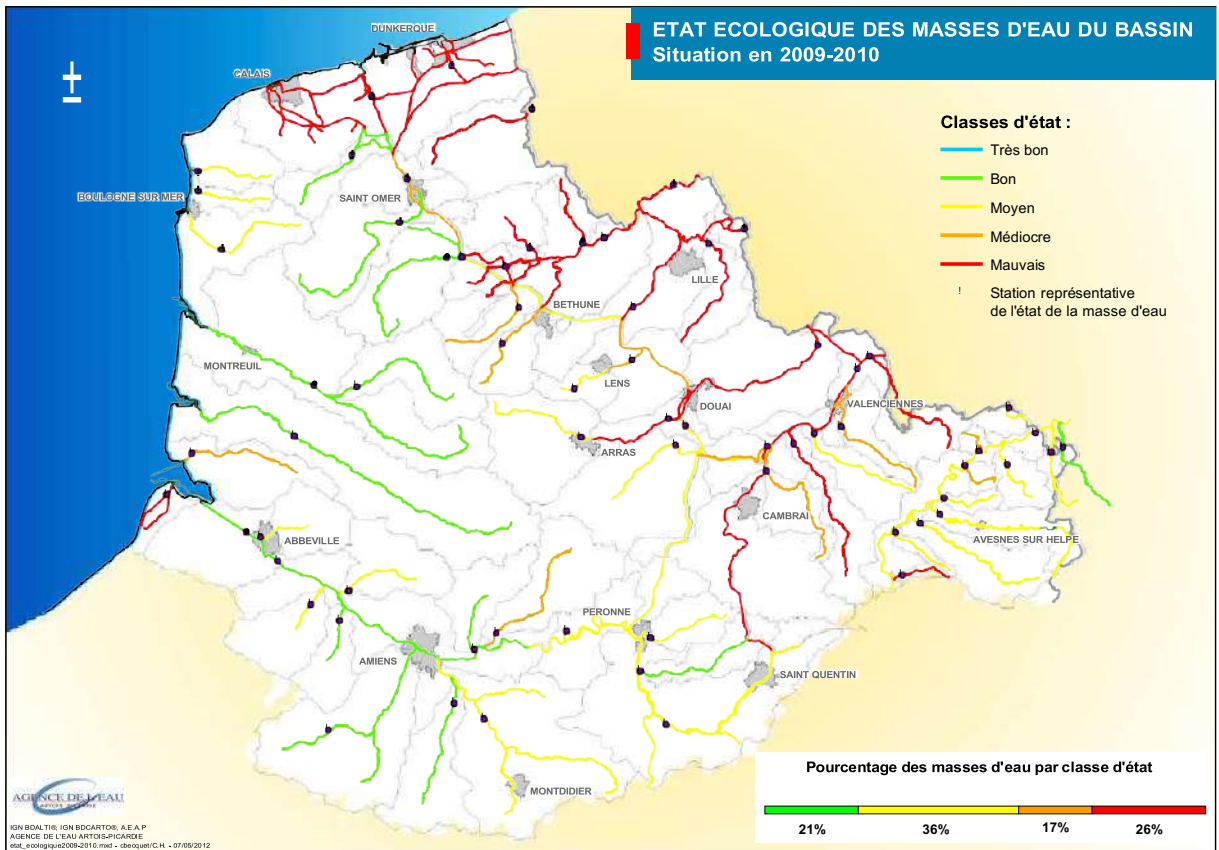 ETAT ECOLOGIQUE DES MASSES D'EAU DU BASSIN
Situation en 2009-2010
DUNKERQUE
CALAIS
Classes d'état :
Très bon
Bon
Moyen
Médiocre
Mauvais
!
Station représentative
de l'état de la masse d'eau
BOULOGNE SUR MER
SAINT OMER
LILLE
BETHUNE
MONTREUIL
LENS
DOUAI
VALENCIENNES
ARRAS
CAMBRAI
ABBEVILLE
AVESNES SUR HELPE
PERONNE
AMIENS
SAINT QUENTIN
MONTDIDIER
Pourcentage des masses d'eau par classe d'état
21%
36%
17%
26%
AGENCE DE L'EAU
ARTOIS-PICARDIE
IGN BDALTI®, IGN BDCARTO®, A.E.A.P
AGENCE DE L'EAU ARTOIS-PICARDIE
etat_ecologique2009-2010.mxd - cbecquet/C.H. - 07/05/2012